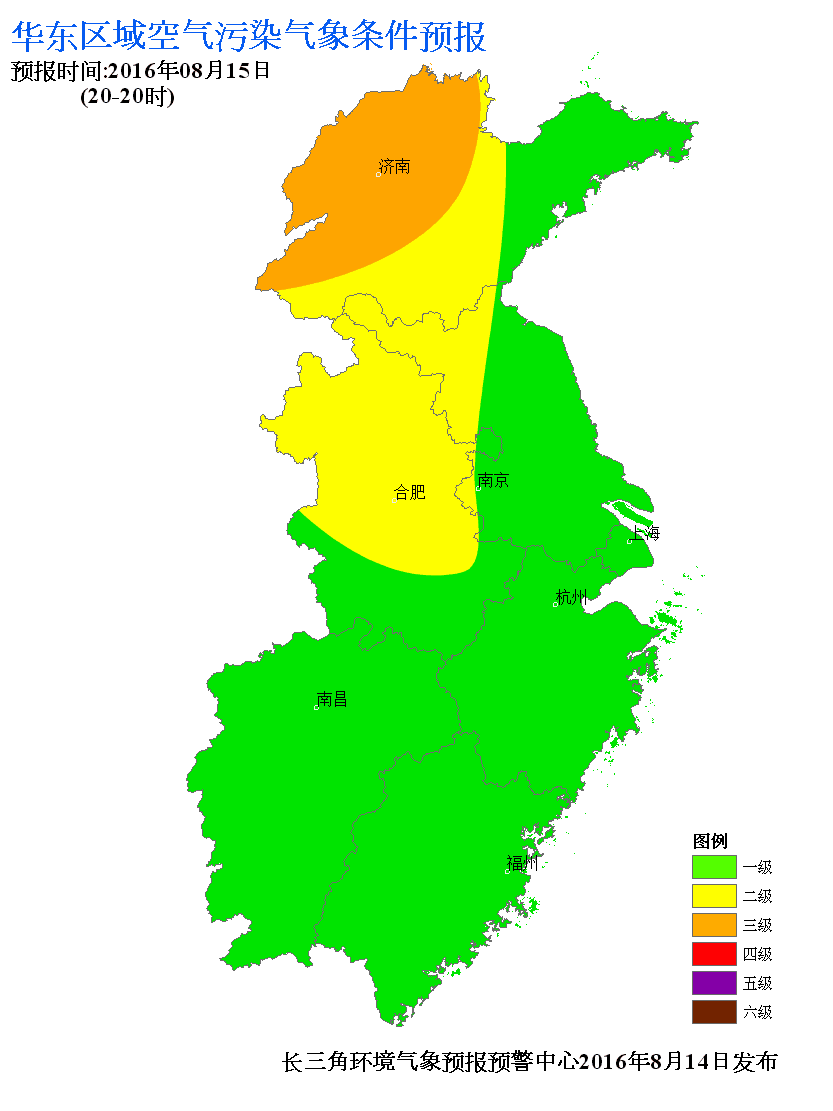 华东区域空气污染气象条件预报
预报时间:2016年08月15日
(20-20时)
济南
合肥
南京
上海
杭州
南昌
福州
图例
一级
二级
三级
四级
五级
六级
长三角环境气象预报预警中心2016年8月14日发布